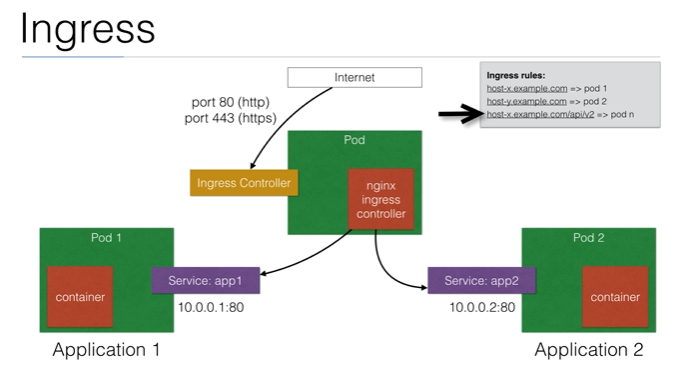 Ingress
Internet
Ingress rules:
host-x.example.com => pod 1
host-y.example.com => pod 2
host-x.example.com/api/v2 => pod n
port 80 (http)
port 443 (https)
Pod
Ingress Controller
nginx
ingress
controller
Pod 1
Pod 2
Service: app1
Service: app2
container
container
10.0.0.1:80
10.0.0.2:80
Application 1
Application 2